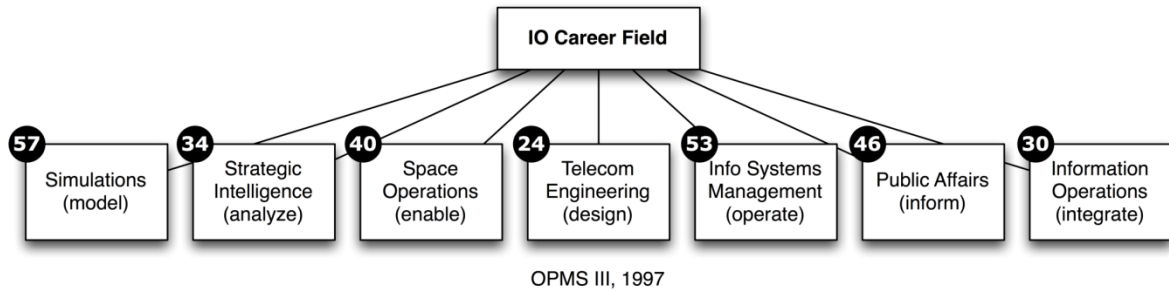 IO Career Field
57
Simulations
(model)
34
Strategic
Intelligence
(analyze)
40
Space
Operations
(enable)
24
Telecom
Engineering
(design)
53
Info Systems
Management
(operate)
46
Public Affairs
(inform)
30
Information
Operations
(integrate)
OPMS III, 1997